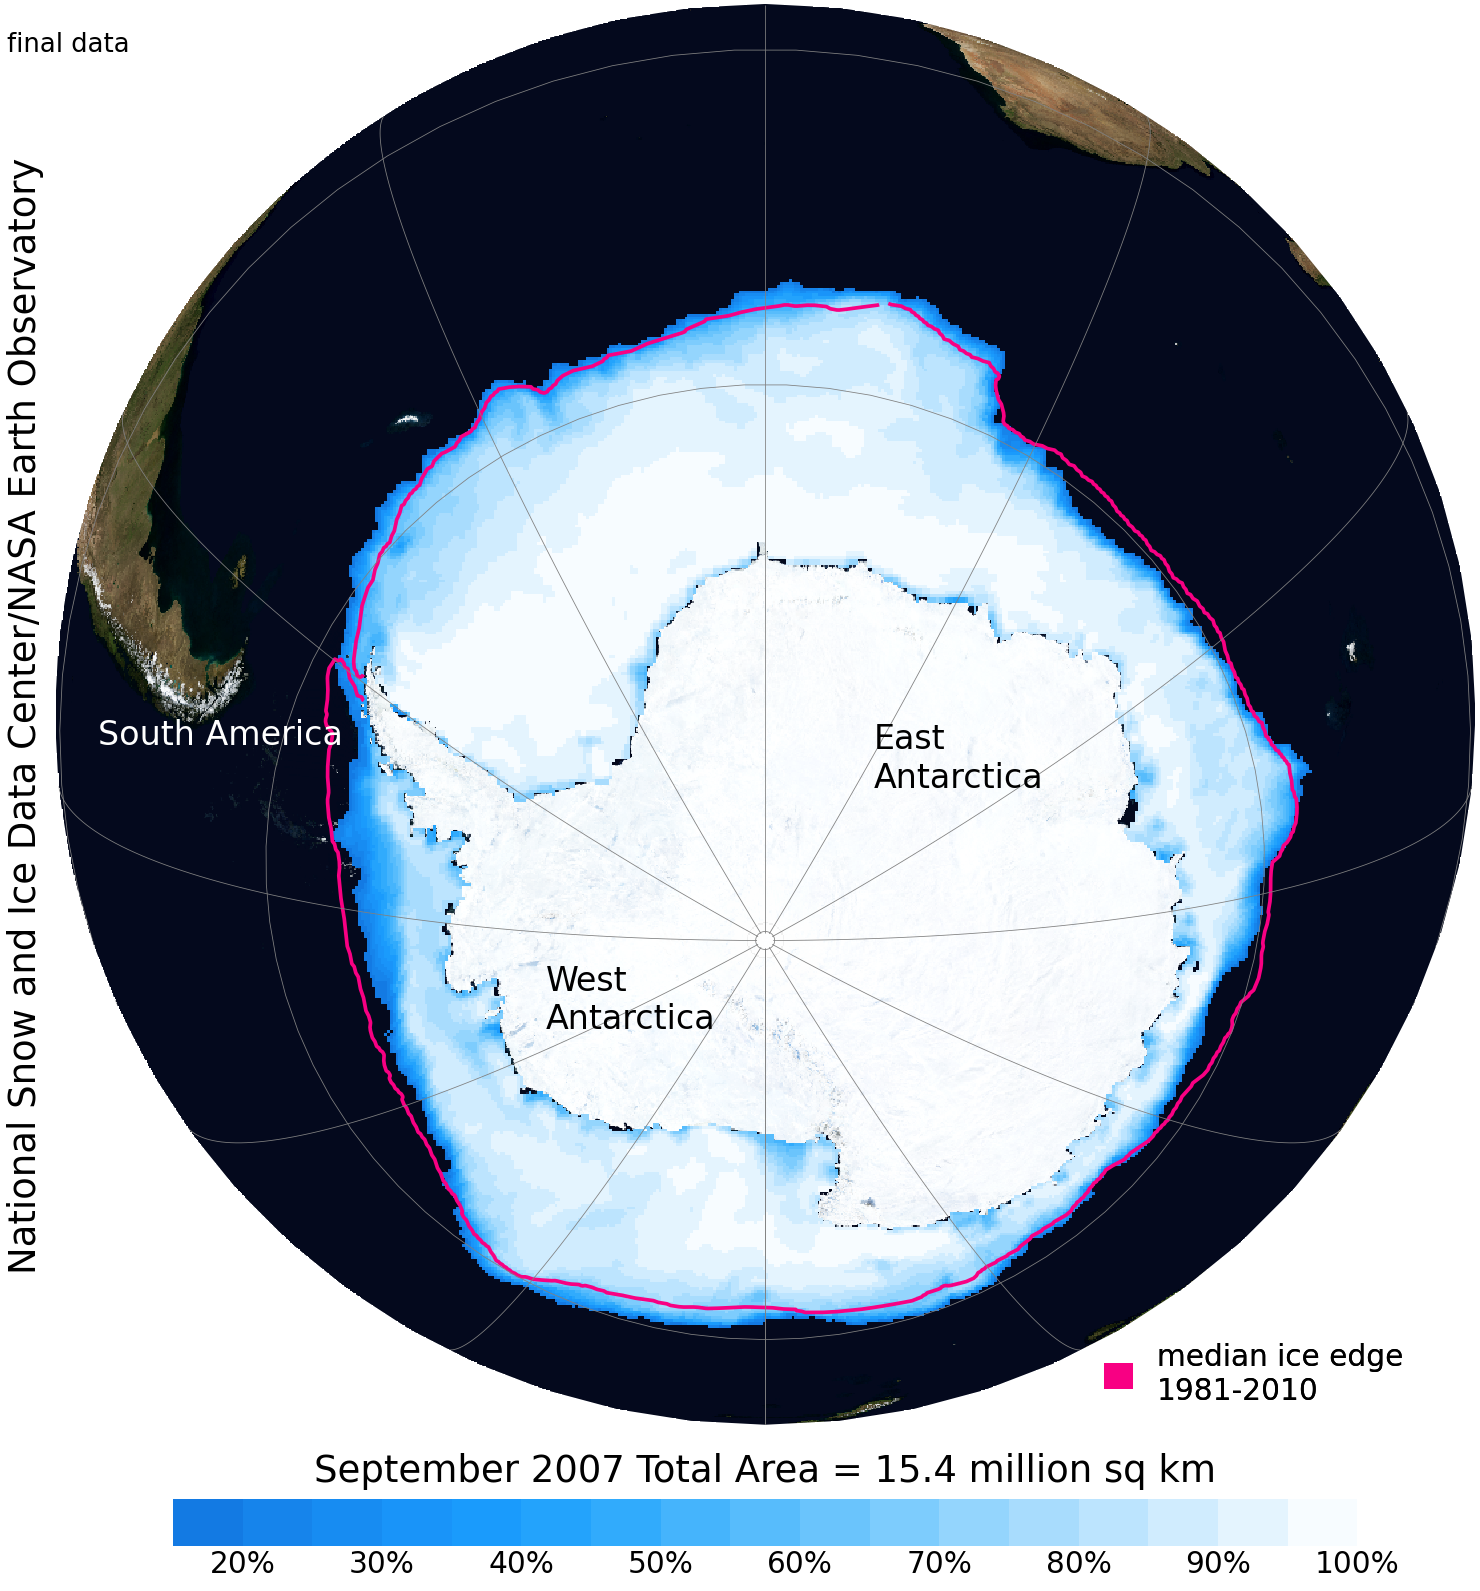 final data
National Snow and Ice Data Center/NASA Earth Observatory
South America
East
Antarctica
West
Antarctica
median ice edge
1981-2010
September 2007 Total Area = 15.4 million sq km
20% 30% 40% 50% 60% 70% 80% 90% 100%